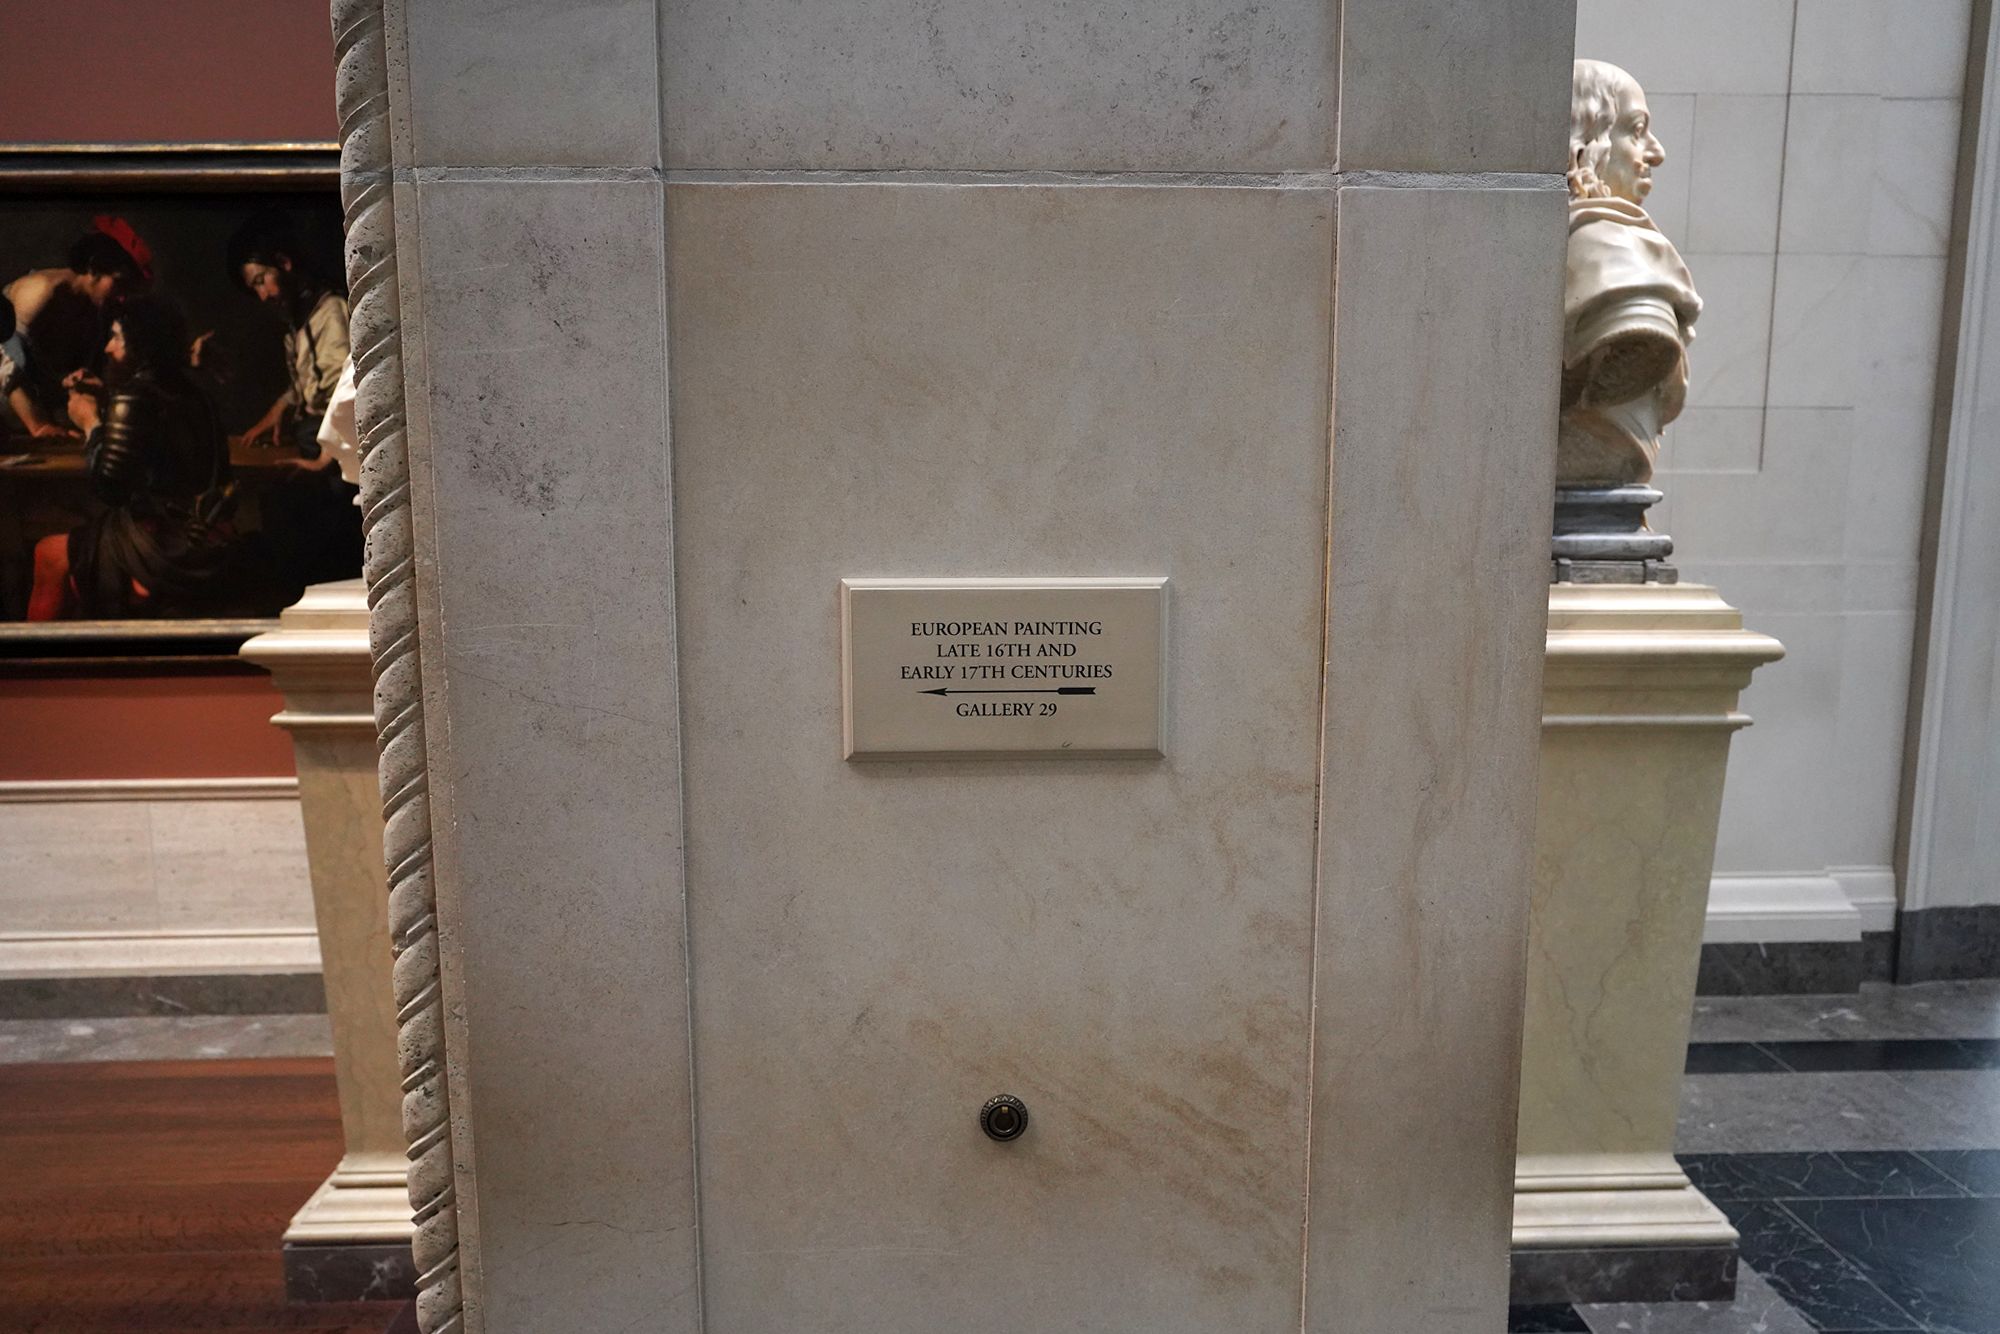 EUROPEAN PAINTING
LATE 16TH AND
EARLY 17TH CENTURIES
GALLERY 29